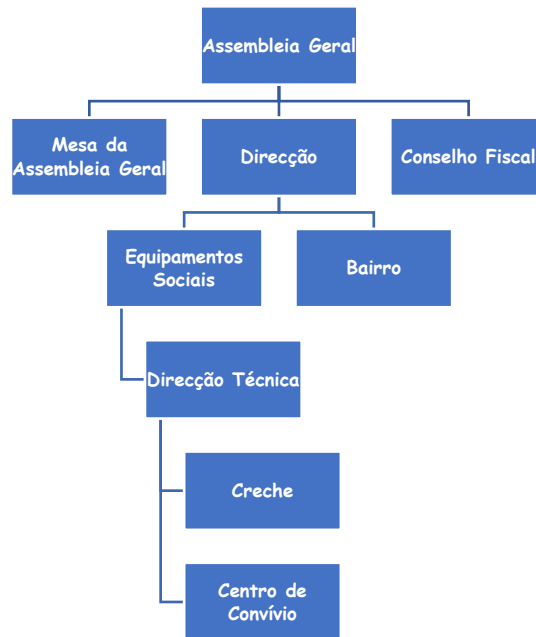 Assembleia Geral
Mesa da
Assembleia Geral
Direcção
Conselho Fiscal
Equipamentos
Sociais
Bairro
Direcção Técnica
Creche
Centro de
Convívio